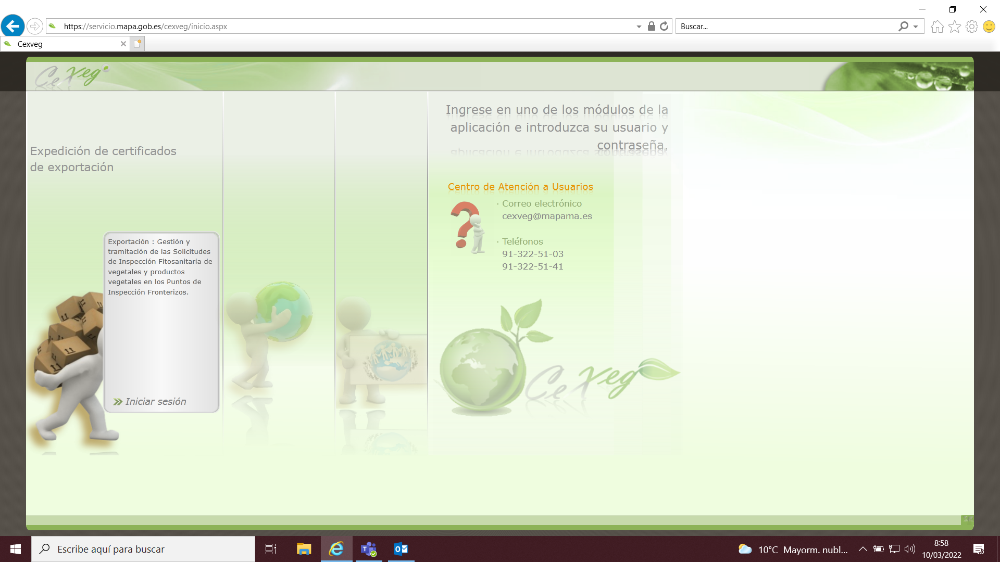 https://servicio.mapa.gob.es/cexveg/inicio.aspx
Buscar...
Cexveg
CexVeg
Ingrese en uno de los módulos de la
aplicación e introduzca su usuario y
contraseña.
Expedición de certificados
de exportación
Centro de Atención a Usuarios
· Correo electrónico
cexveg@mapama.es
· Teléfonos
91-322-51-03
91-322-51-41
Exportación : Gestión y
tramitación de las Solicitudes
de Inspección Fitosanitaria de
vegetales y productos
vegetales en los Puntos de
Inspección Fronterizos.
Iniciar sesión
CexVeg
Escribe aquí para buscar
10°C Mayorm. nubl...
8:58
10/03/2022